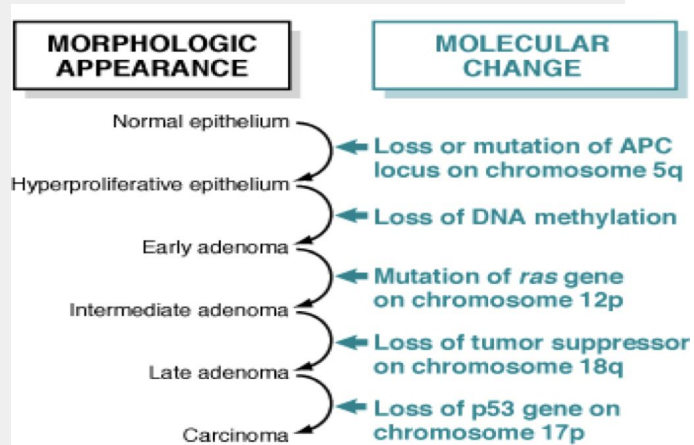 MORPHOLOGIC
APPEARANCE
MOLECULAR
CHANGE
Normal epithelium
Loss or mutation of APC
locus on chromosome 5q
Hyperproliferative epithelium
Loss of DNA methylation
Early adenoma
Mutation of ras gene
on chromosome 12p
Intermediate adenoma
Loss of tumor suppressor
on chromosome 18q
Late adenoma
Loss of p53 gene on
chromosome 17p
Carcinoma